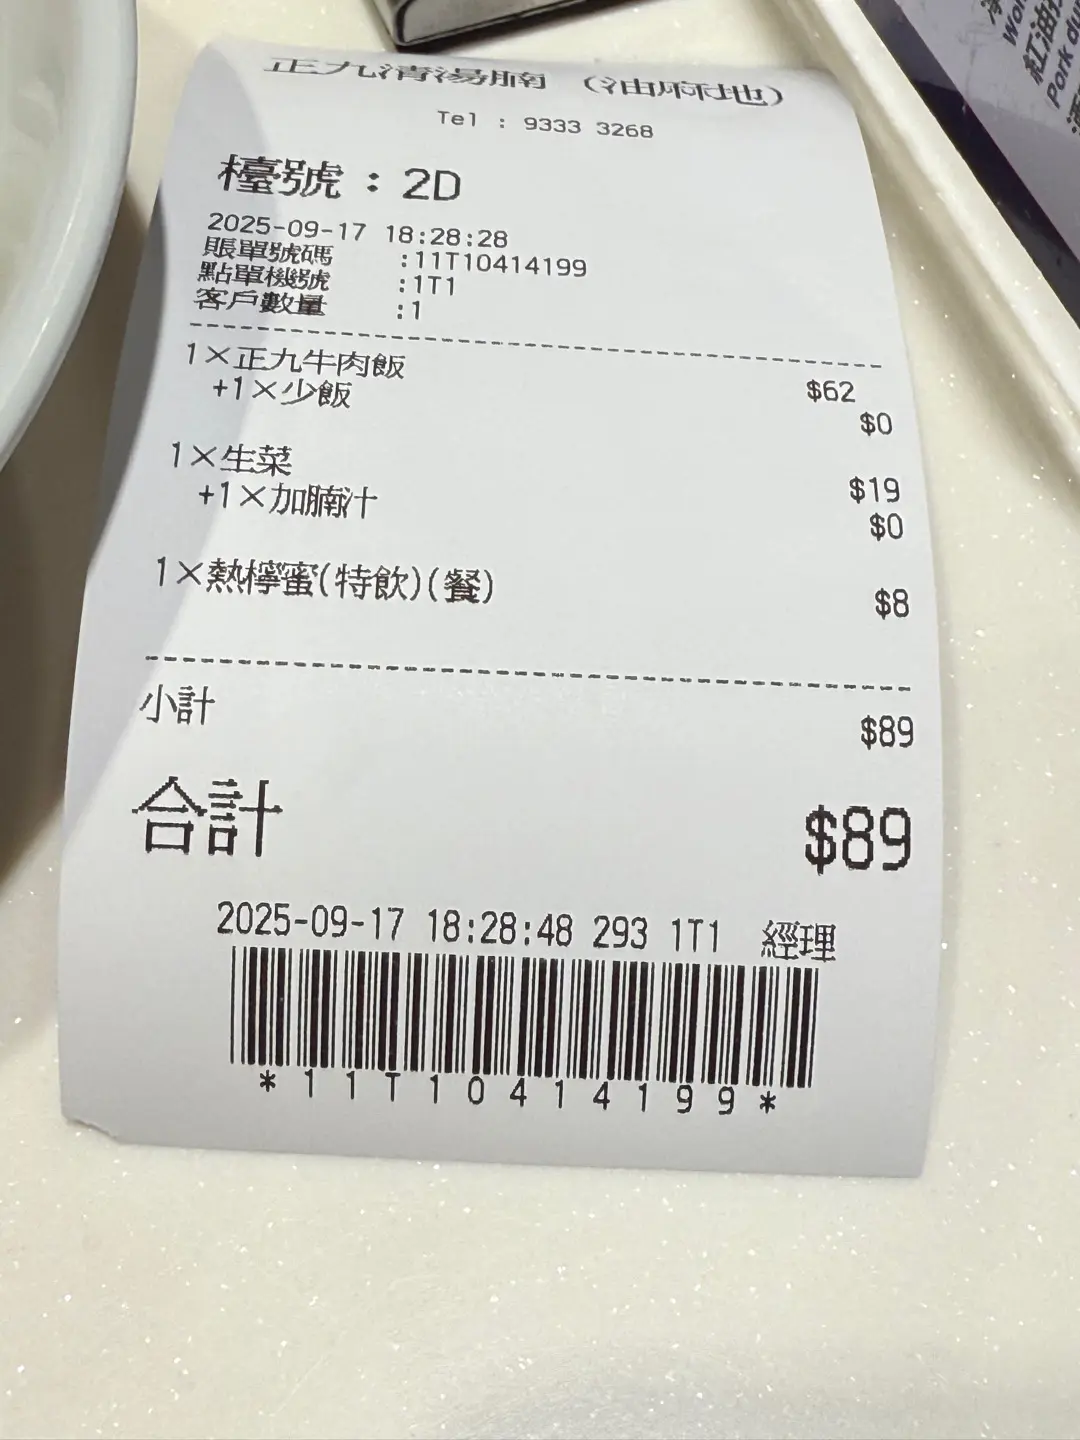 正九清湯腩 (油麻地)
Tel : 9333 3268
檯號 : 2D
2025-09-17 18:28:28
賬單號碼 :11T10414199
點單機號 :1T1
客戶數量 :1
1×正九牛肉飯 $62
+1×少飯 $0
1×生菜 $19
+1×加腩汁 $0
1×熱檸蜜(特飲)(餐) $8
小計 $89
合計 $89
2025-09-17 18:28:48 293 1T1 經理
*11T10414199*
紅油
Pork du